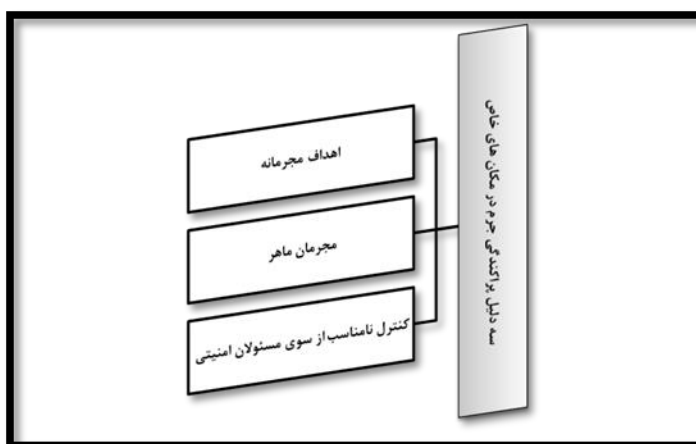 سه دلیل پراکندگی جرم در مکان های خاص
اهداف مجرمانه
مجرمان ماهر
کنترل نامناسب از سوی مسئولان امنیتی